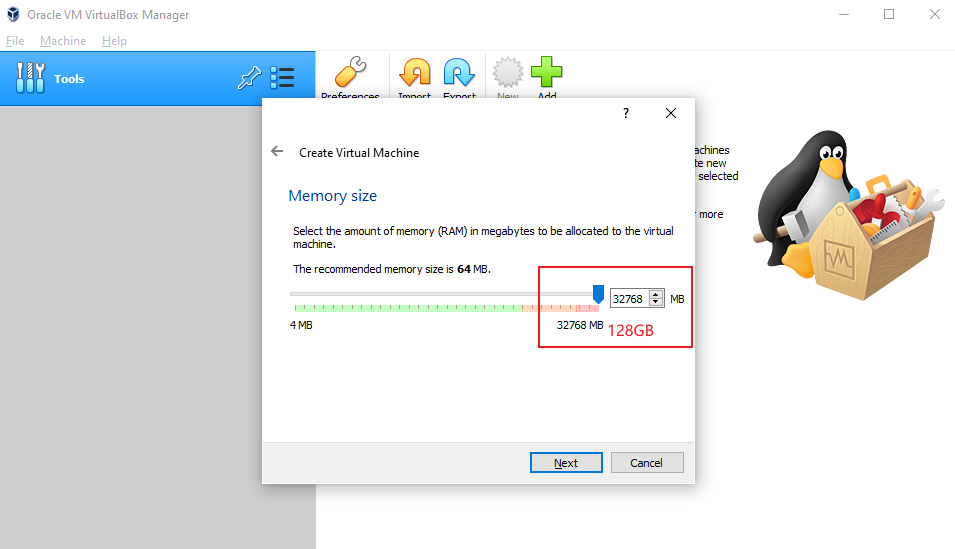 Oracle VM VirtualBox Manager
File Machine Help
Tools
Preferences Import Export New Add
?
Create Virtual Machine
Memory size
Select the amount of memory (RAM) in megabytes to be allocated to the virtual
machine.
The recommended memory size is 64 MB.
32768 MB
4 MB
32768 MB 128GB
Next Cancel
te new
selected
more